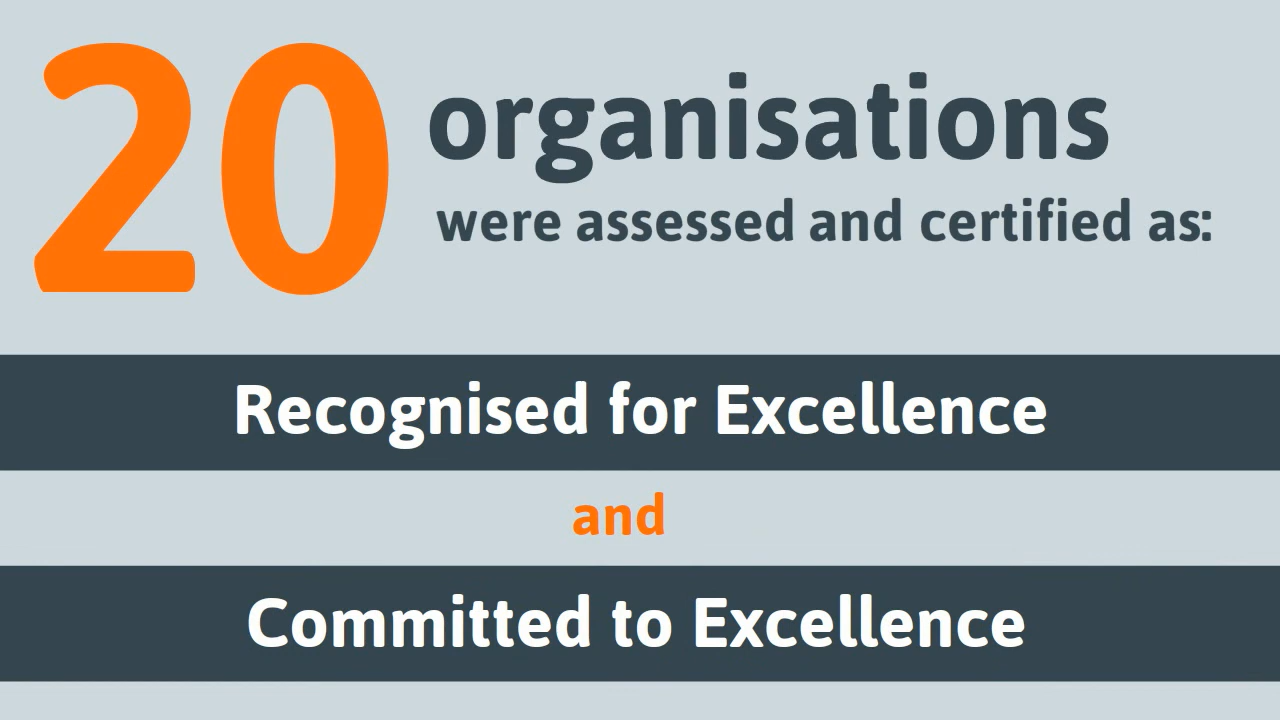 20 organisations
were assessed and certified as:
Recognised for Excellence
and
Committed to Excellence